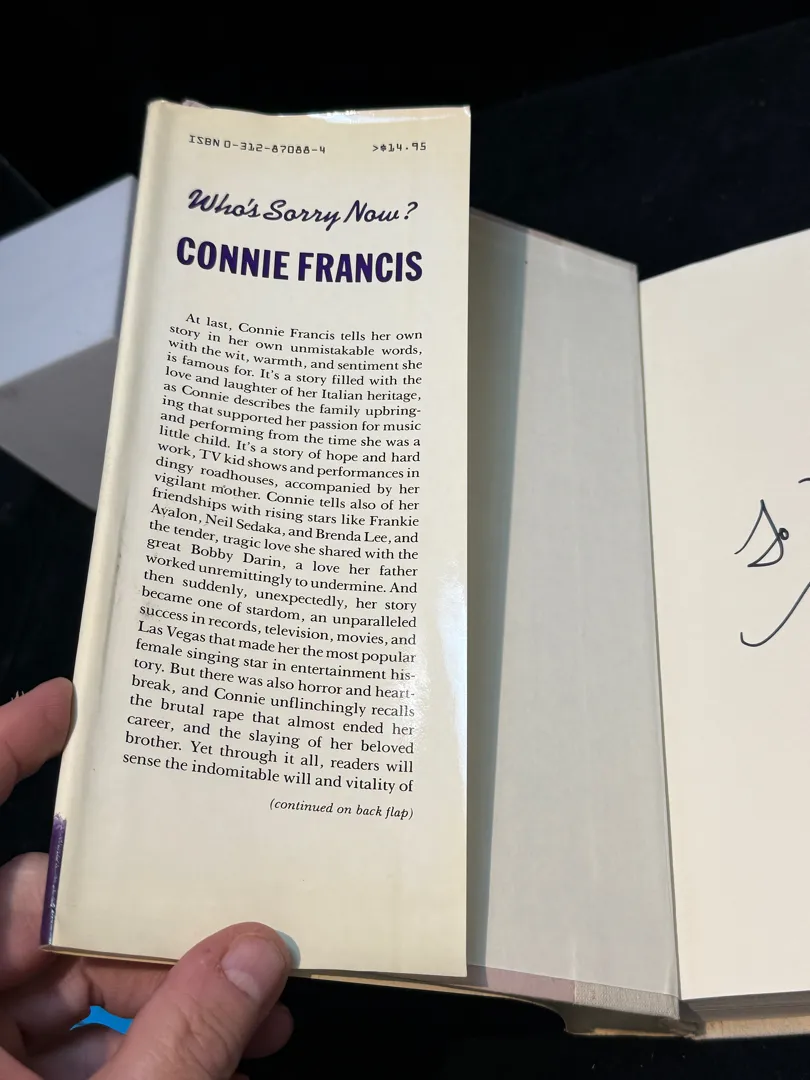 ISBN 0-312-87088-4 >$14.95
Who's Sorry Now?
CONNIE FRANCIS
At last, Connie Francis tells her own
story in her own unmistakable words,
with the wit, warmth, and sentiment she
is famous for. It's a story filled with the
love and laughter of her Italian heritage,
as Connie describes the family upbring-
ing that supported her passion for music
and performing from the time she was a
little child. It's a story of hope and hard
work, TV kid shows and performances in
dingy roadhouses, accompanied by her
vigilant mother. Connie tells also of her
friendships with rising stars like Frankie
Avalon, Neil Sedaka, and Brenda Lee, and
the tender, tragic love she shared with the
great Bobby Darin, a love her father
worked unremittingly to undermine. And
then suddenly, unexpectedly, her story
became one of stardom, an unparalleled
success in records, television, movies, and
Las Vegas that made her the most popular
female singing star in entertainment his-
tory. But there was also horror and heart-
break, and Connie unflinchingly recalls
the brutal rape that almost ended her
career, and the slaying of her beloved
brother. Yet through it all, readers will
sense the indomitable will and vitality of
(continued on back flap)